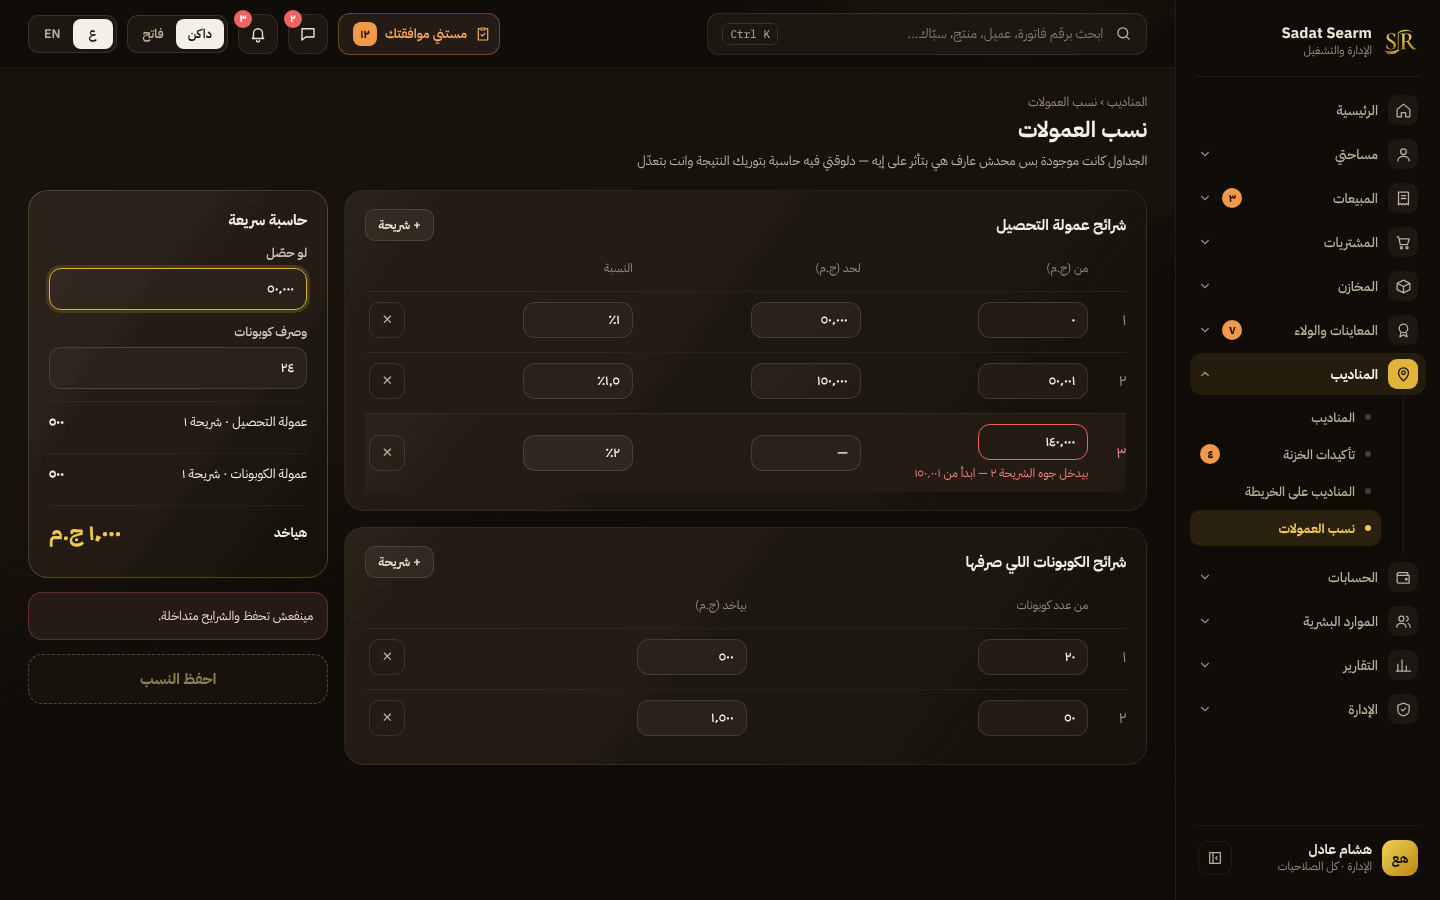 Sadat Searm
الإدارة والتشغيل
الرئيسية
مساحتي
المبيعات
٣
المشتريات
المخازن
المعاينات والولاء
٧
المناديب
المناديب
تأكيدات الخزنة
٤
المناديب على الخريطة
نسب العمولات
الحسابات
الموارد البشرية
التقارير
الإدارة
هع
هشام عادل
الإدارة · كل الصلاحيات
ابحث برقم فاتورة، عميل، منتج، سبّاك...
Ctrl K
مستني موافقتك
١٢
٢
٣
داكن
فاتح
ع
EN
المناديب › نسب العمولات
نسب العمولات
الجداول كانت موجودة بس محدش عارف هي بتأثر على إيه — دلوقتي فيه حاسبة بتوريك النتيجة وانت بتعدّل
شرائح عمولة التحصيل
+ شريحة
من (ج.م)
لحد (ج.م)
النسبة
١
٠
٥٠,٠٠٠
٪١
×
٢
٥٠,٠٠١
١٥٠,٠٠٠
٪١,٥
×
٣
١٤٠,٠٠٠
—
٪٢
×
بيدخل جوه الشريحة ٢ — ابدأ من ١٥٠,٠٠١
شرائح الكوبونات اللي صرفها
+ شريحة
من عدد كوبونات
بياخد (ج.م)
١
٢٠
٥٠٠
×
٢
٥٠
١,٥٠٠
×
حاسبة سريعة
لو حصّل
٥٠,٠٠٠
وصرف كوبونات
٢٤
عمولة التحصيل · شريحة ١
٥٠٠
عمولة الكوبونات · شريحة ١
٥٠٠
هياخد
١,٠٠٠ ج.م
مينفعش تحفظ والشرايح متداخلة.
احفظ النسب